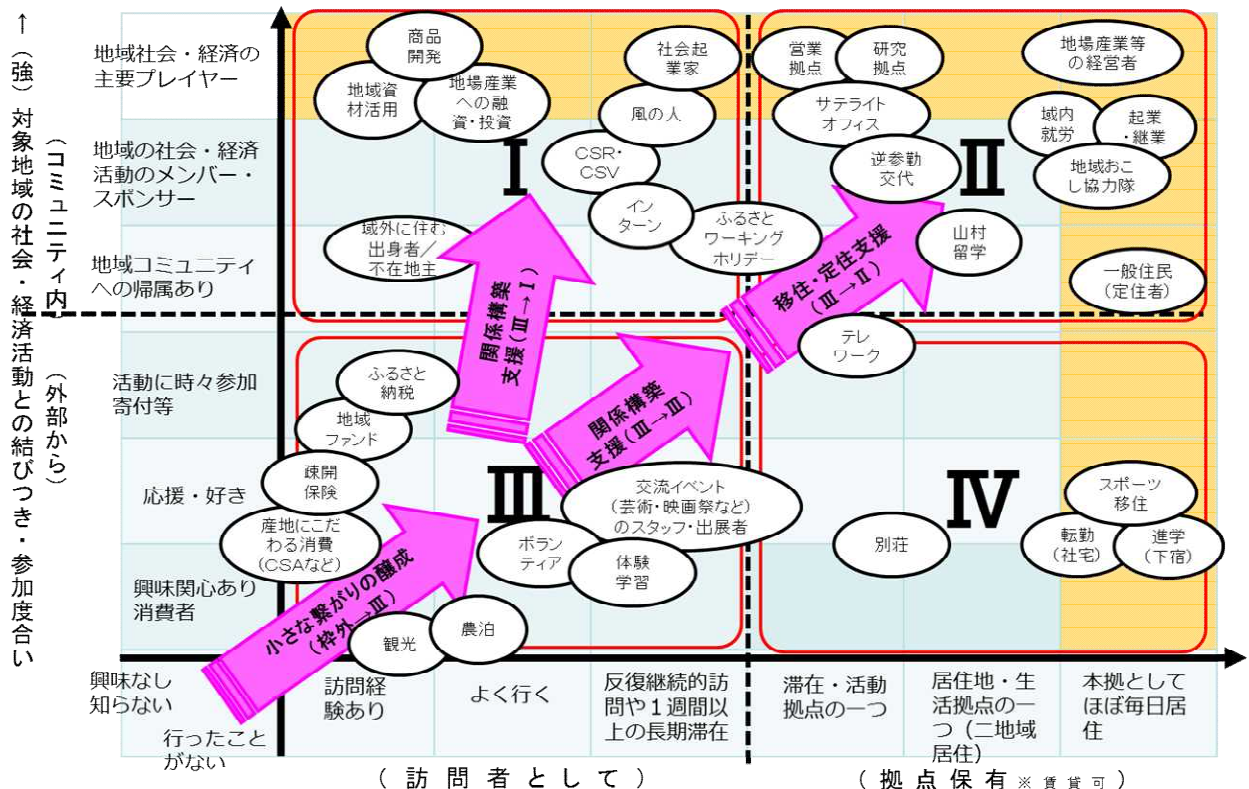 ←（強）対象地域の社会・経済活動との結びつき・参加度合い
（コミュニティ内）
（外部から）
地域社会・経済の
主要プレイヤー
地域の社会・経済
活動のメンバー・
スポンサー
地域コミュニティ
への帰属あり
活動に時々参加
寄付等
応援・好き
興味関心あり
消費者
興味なし
知らない
行ったこと
がない
訪問経
験あり
よく行く
反復継続的訪
問や１週間以
上の長期滞在
滞在・活動
拠点の一つ
居住地・生
活拠点の一
つ（二地域
居住）
本拠として
ほぼ毎日居
住
（訪問者として）
（拠点保有※賃貸可）
Ⅰ
商品
開発
地域資
材活用
地場産業
への融
資・投資
社会起
業家
風の人
CSR・
CSV
イン
ターン
ふるさと
ワーキング
ホリデー
域外に住む
出身者／
不在地主
Ⅱ
営業
拠点
研究
拠点
サテライト
オフィス
逆参勤
交代
地場産業等
の経営者
域内
就労
起業
・継業
地域おこ
し協力隊
山村
留学
一般住民
（定住者）
Ⅲ
ふるさと
納税
地域
ファンド
疎開
保険
産地にこだ
わる消費
（CSAなど）
交流イベント
（芸術・映画祭など）
のスタッフ・出展者
ボラン
ティア
体験
学習
観光
農泊
Ⅳ
テレ
ワーク
別荘
スポーツ
移住
転勤
（社宅）
進学
（下宿）
関係構築
支援（Ⅲ→Ⅰ）
関係構築
支援（Ⅲ→Ⅲ）
移住・定住支援
（Ⅲ→Ⅱ）
小さな繋がりの醸成
（枠外→Ⅲ）